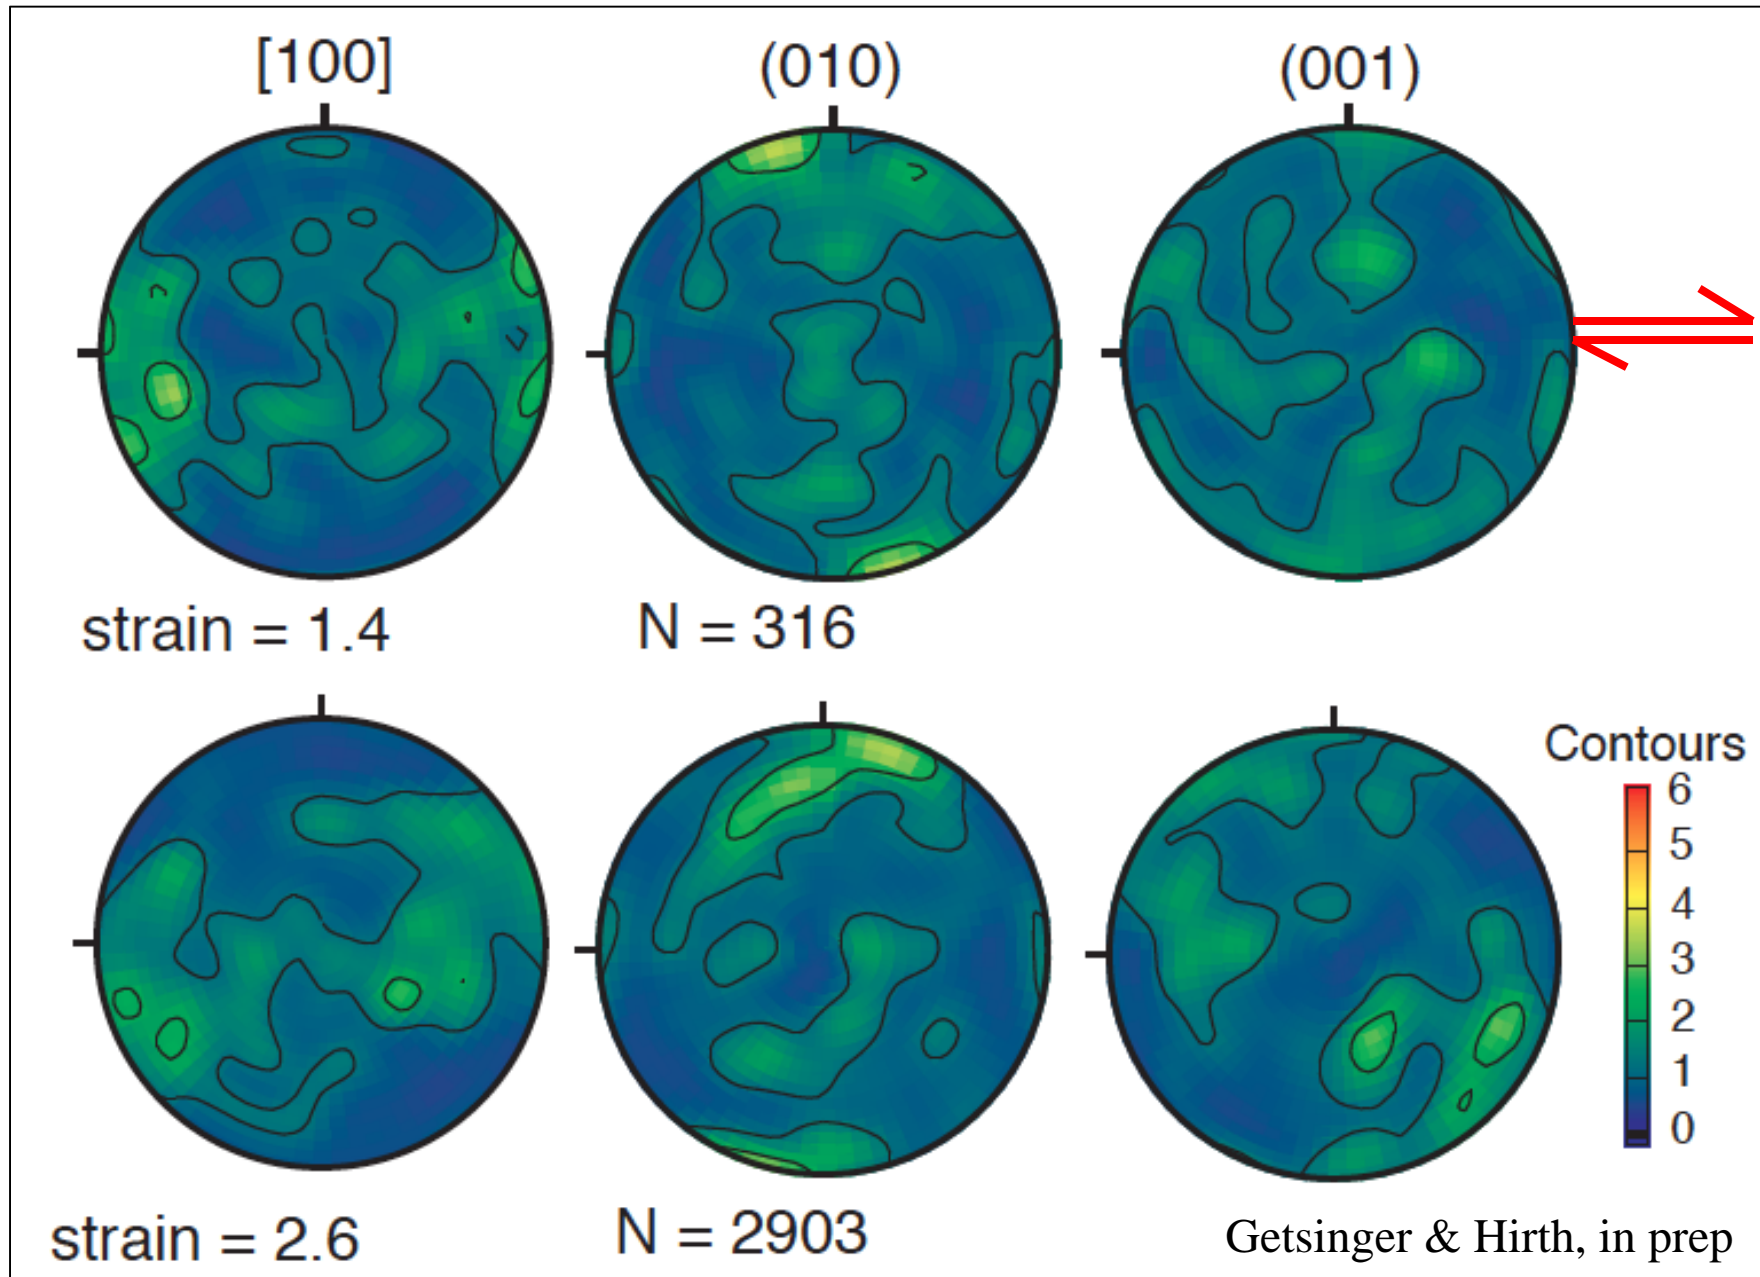 [100] (010) (001)
strain = 1.4 N = 316
Contours
6
5
4
3
2
1
0
strain = 2.6 N = 2903
Getsinger & Hirth, in prep